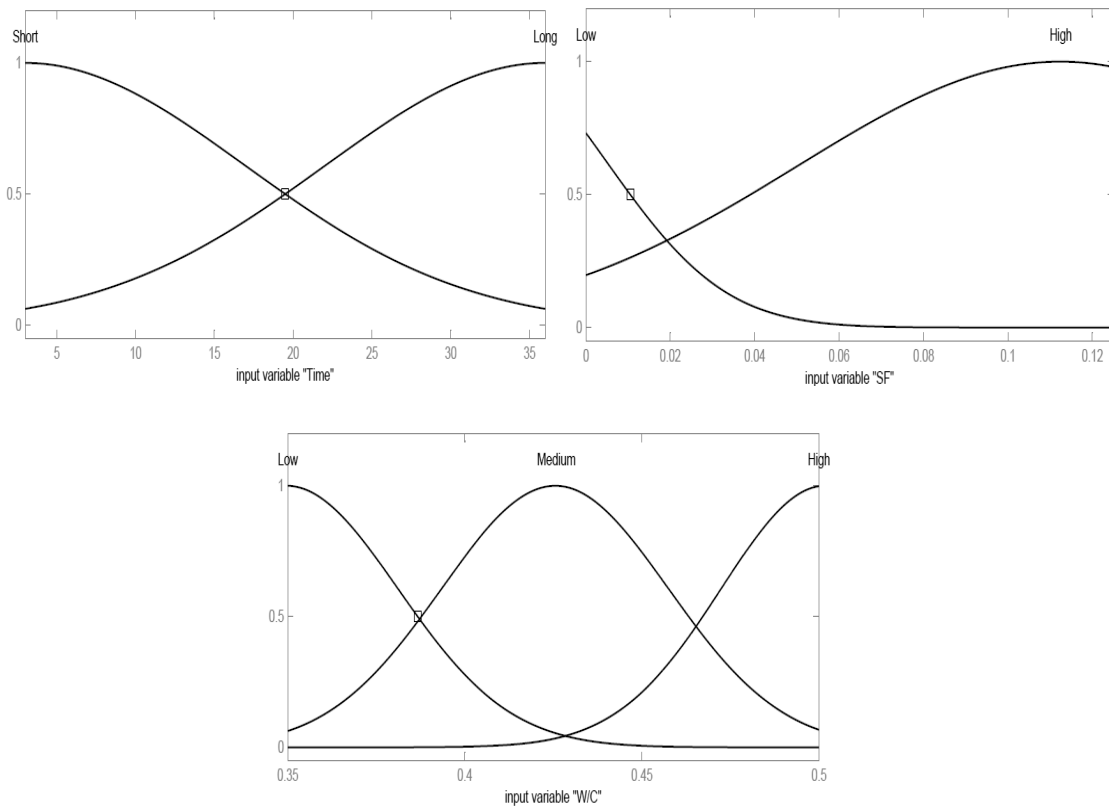 Short Long
1
0.5
0
5 10 15 20 25 30 35
input variable "Time"
Low High
1
0.5
0
0 0.02 0.04 0.06 0.08 0.1 0.12
input variable "SF"
Low Medium High
1
0.5
0
0.35 0.4 0.45 0.5
input variable "W/C"